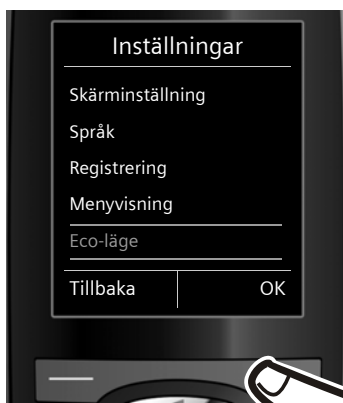 Inställningar
Skärminställning
Språk
Registrering
Menyvisning
Eco-läge
Tillbaka OK